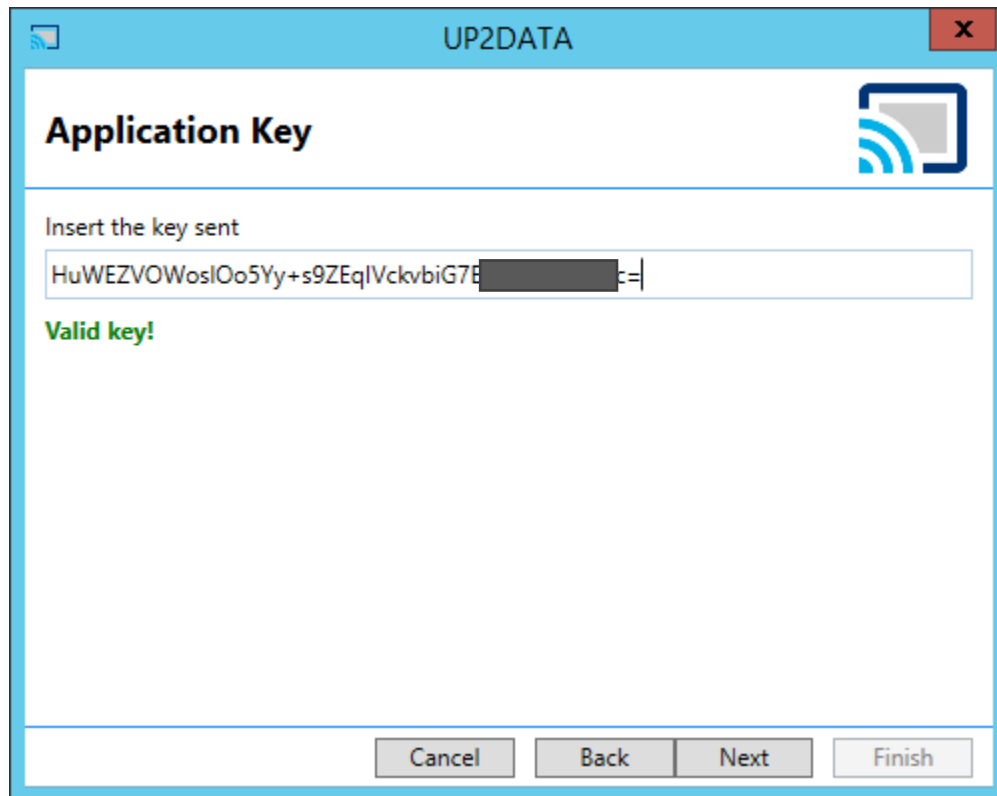 UP2DATA
x
Application Key
Insert the key sent
HuWEZVOWoslOo5Yy+s9ZEqlVckvbiG7E c=
Valid key!
Cancel Back Next Finish